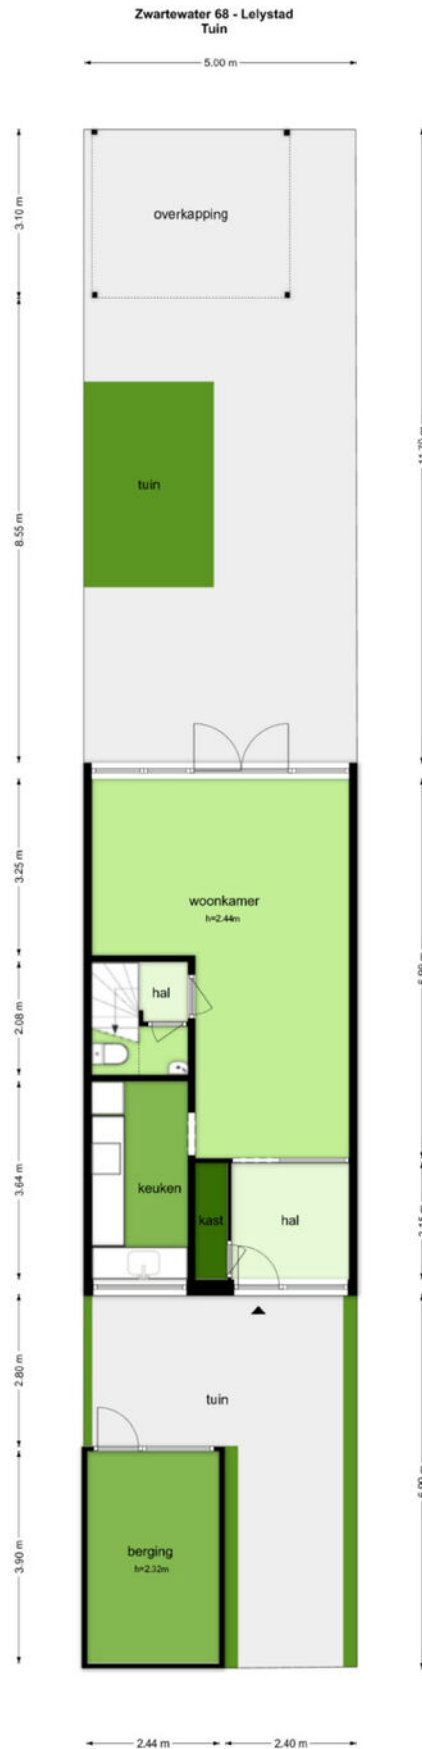 Zwartewater 68 - Lelystad
Tuin
5.00 m
3.10 m
overkapping
8.55 m
tuin
3.25 m
woonkamer
h=2.44m
2.08 m
hal
3.64 m
keuken
kast
hal
2.80 m
tuin
3.90 m
berging
h=2.32m
2.44 m
2.40 m